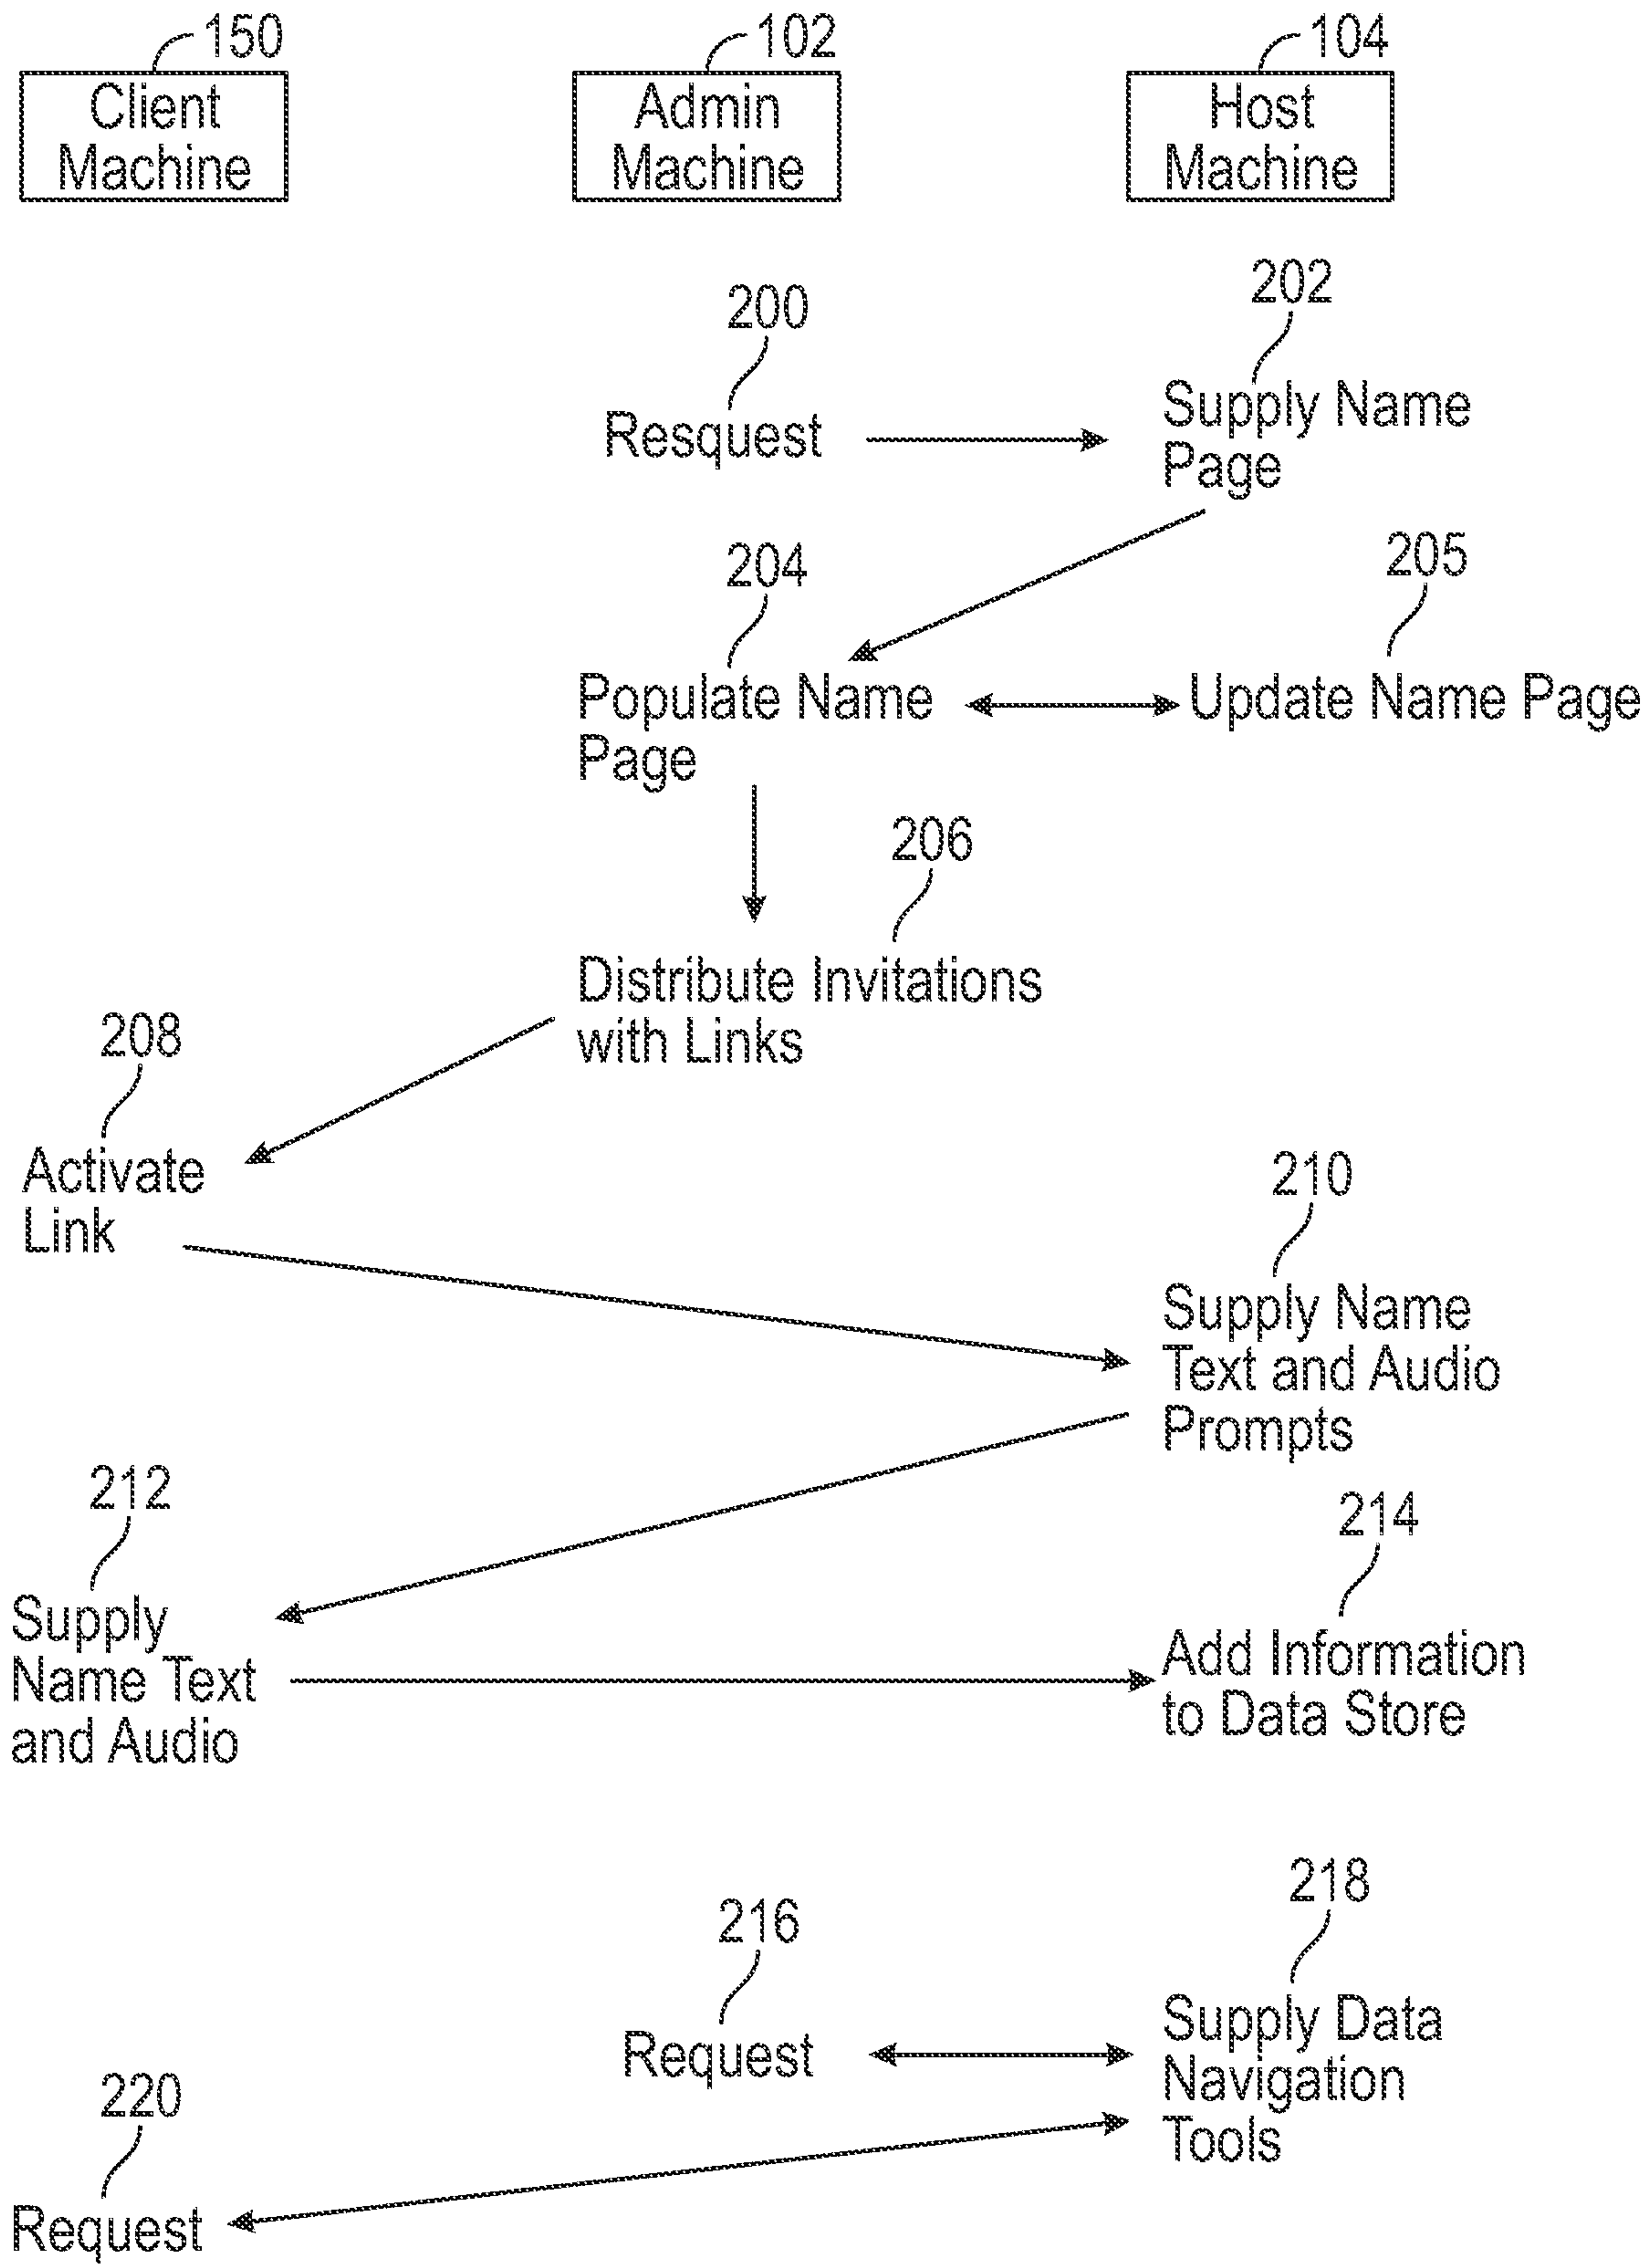 150
102
104
Client
Machine
Admin
Machine
Host
Machine
200
202
Resquest
Supply Name
Page
204
205
Populate Name
Page
Update Name Page
206
Distribute Invitations
with Links
208
Activate
Link
210
Supply Name
Text and Audio
Prompts
212
Supply
Name Text
and Audio
214
Add Information
to Data Store
216
Request
218
Supply Data
Navigation
Tools
220
Request